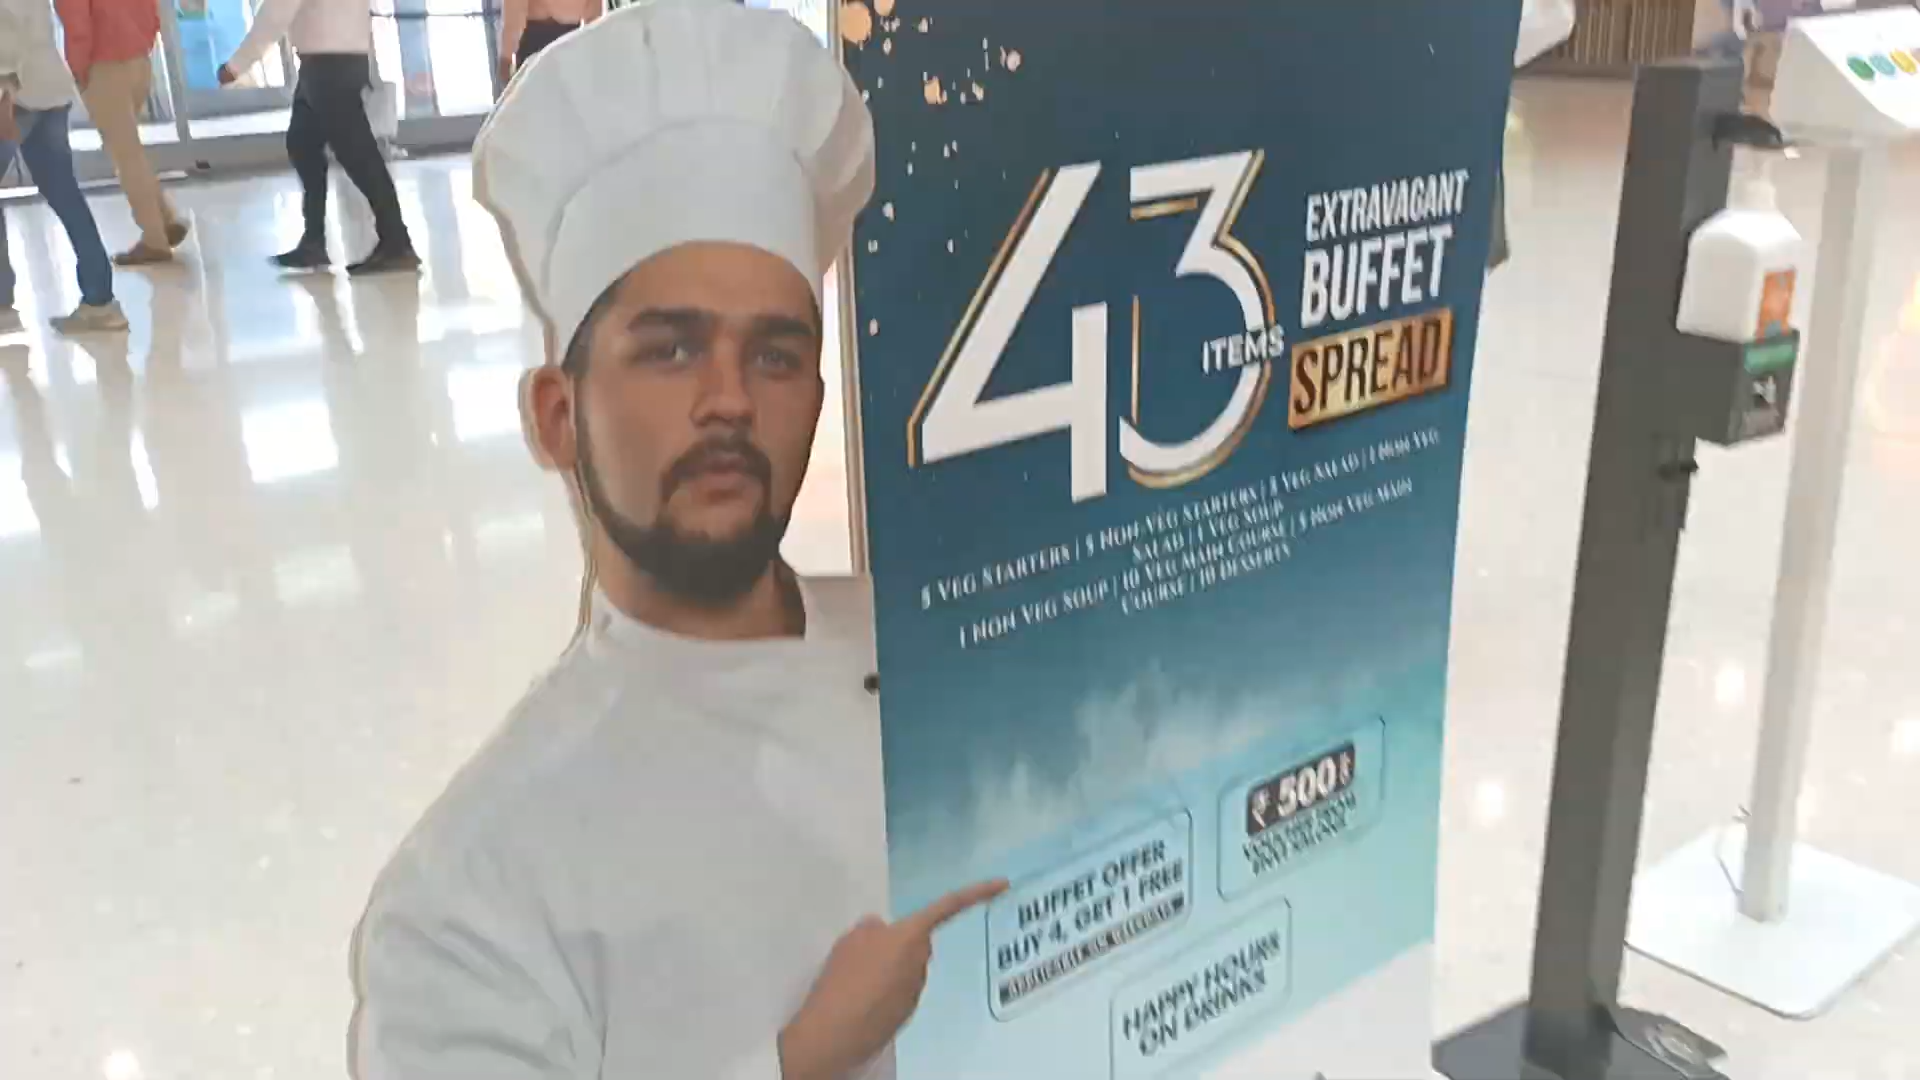 43
ITEMS
EXTRAVAGANT
BUFFET
SPREAD
5 VEG STARTERS | 5 NON-VEG STARTERS | 5 VEG SALAD | 1 NON VEG
SALAD | 1 VEG SOUP
1 NON VEG SOUP | 10 VEG MAIN COURSE | 5 NON VEG MAIN
COURSE | 10 DESSERTS
₹ 500
BUFFET OFFER
BUY 4, GET 1 FREE
HAPPY HOURS
ON DRINKS